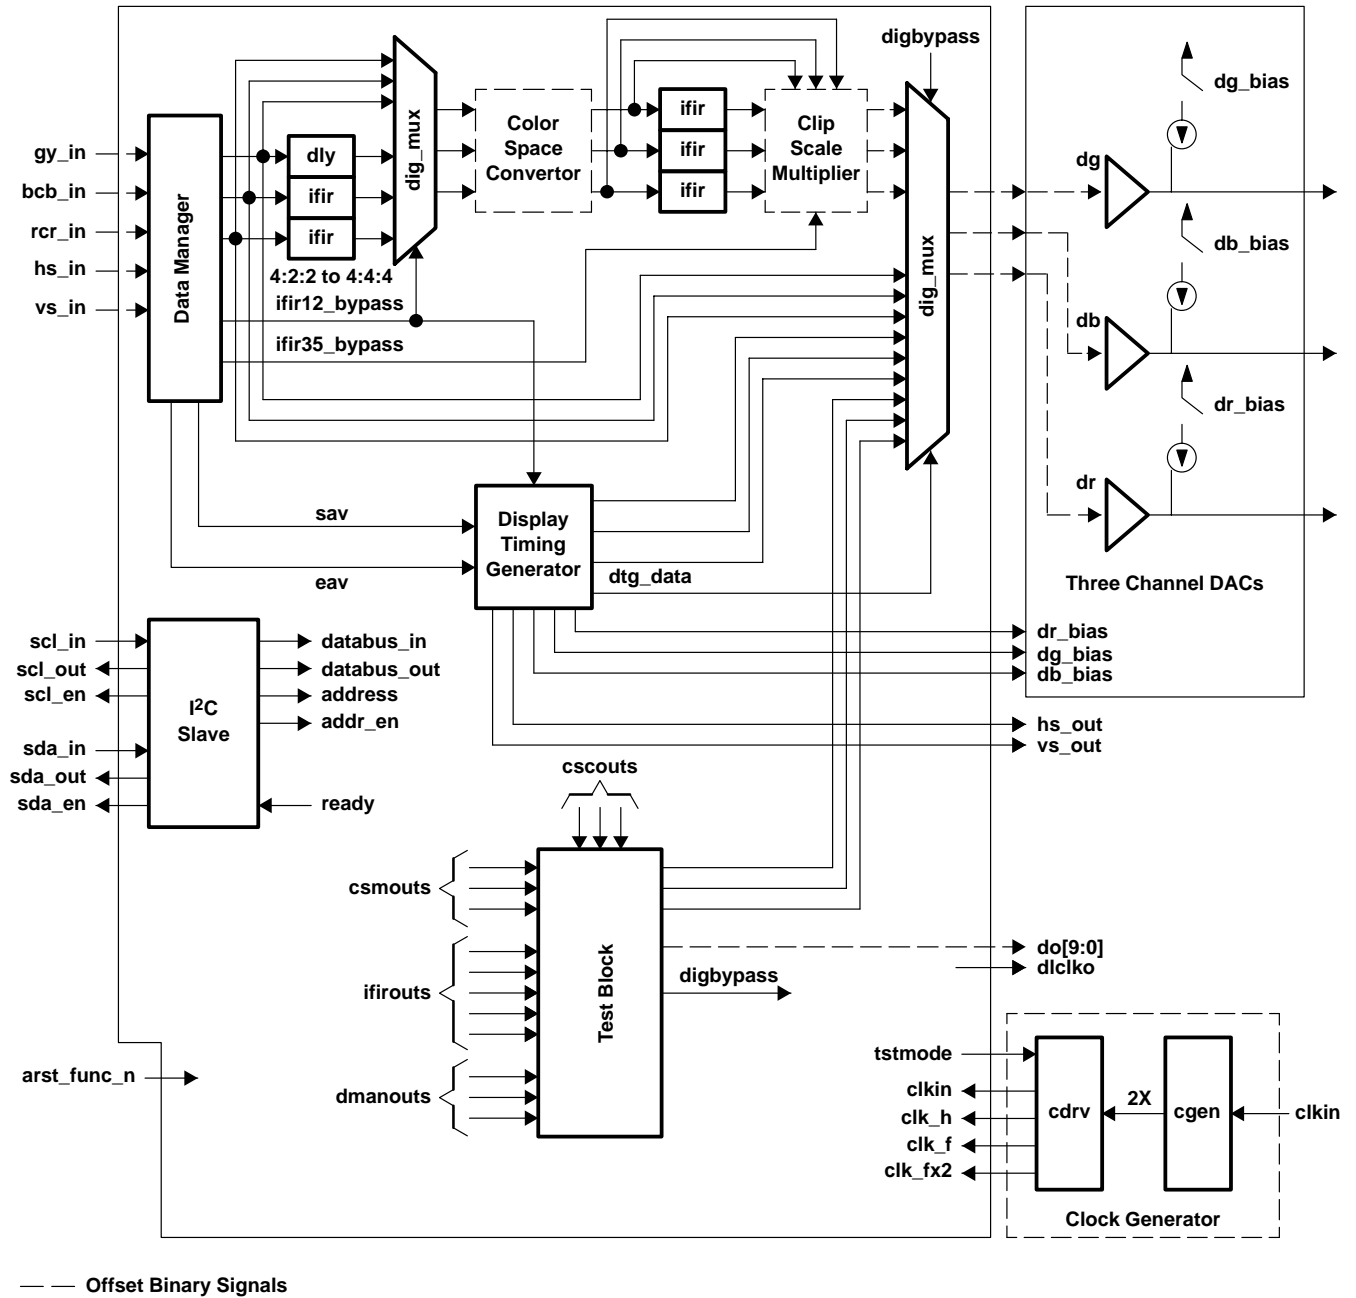 digbypass
dg_bias
gy_in
bcb_in
rcr_in
hs_in
vs_in
Data Manager
dly
ifir
ifir
4:2:2 to 4:4:4
dig_mux
Color
Space
Convertor
ifir
ifir
ifir
Clip
Scale
Multiplier
dig_mux
ifir12_bypass
ifir35_bypass
dg
db_bias
db
dr_bias
dr
Three Channel DACs
sav
eav
Display
Timing
Generator
dtg_data
dr_bias
dg_bias
db_bias
hs_out
vs_out
scl_in
scl_out
scl_en
sda_in
sda_out
sda_en
I²C
Slave
databus_in
databus_out
address
addr_en
ready
cscouts
csmouts
ifirouts
dmanouts
Test Block
digbypass
do[9:0]
dlclko
arst_func_n
tstmode
clkin
clk_h
clk_f
clk_fx2
cdrv
2X
cgen
clkin
Clock Generator
Offset Binary Signals